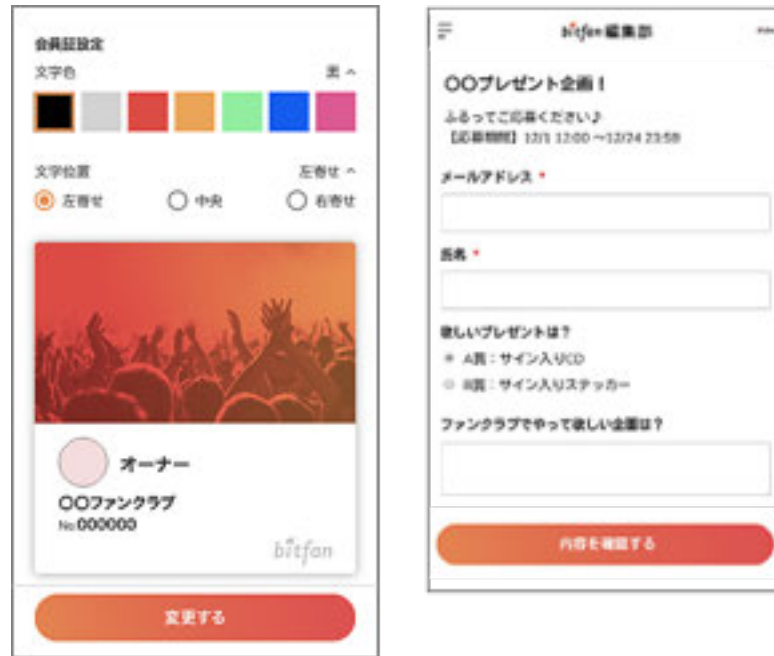 会員証設定
文字色 黒
文字位置 左寄せ
左寄せ 中央 右寄せ
オーナー
〇〇ファンクラブ
No.000000
bitfan
変更する
bitfan 編集部
〇〇プレゼント企画！
ふるってご応募ください♪
【応募期間】12/1 12:00 〜12/24 23:59
メールアドレス *
氏名 *
欲しいプレゼントは？
A賞：サイン入りCD
B賞：サイン入りステッカー
ファンクラブでやって欲しい企画は？
内容を確認する